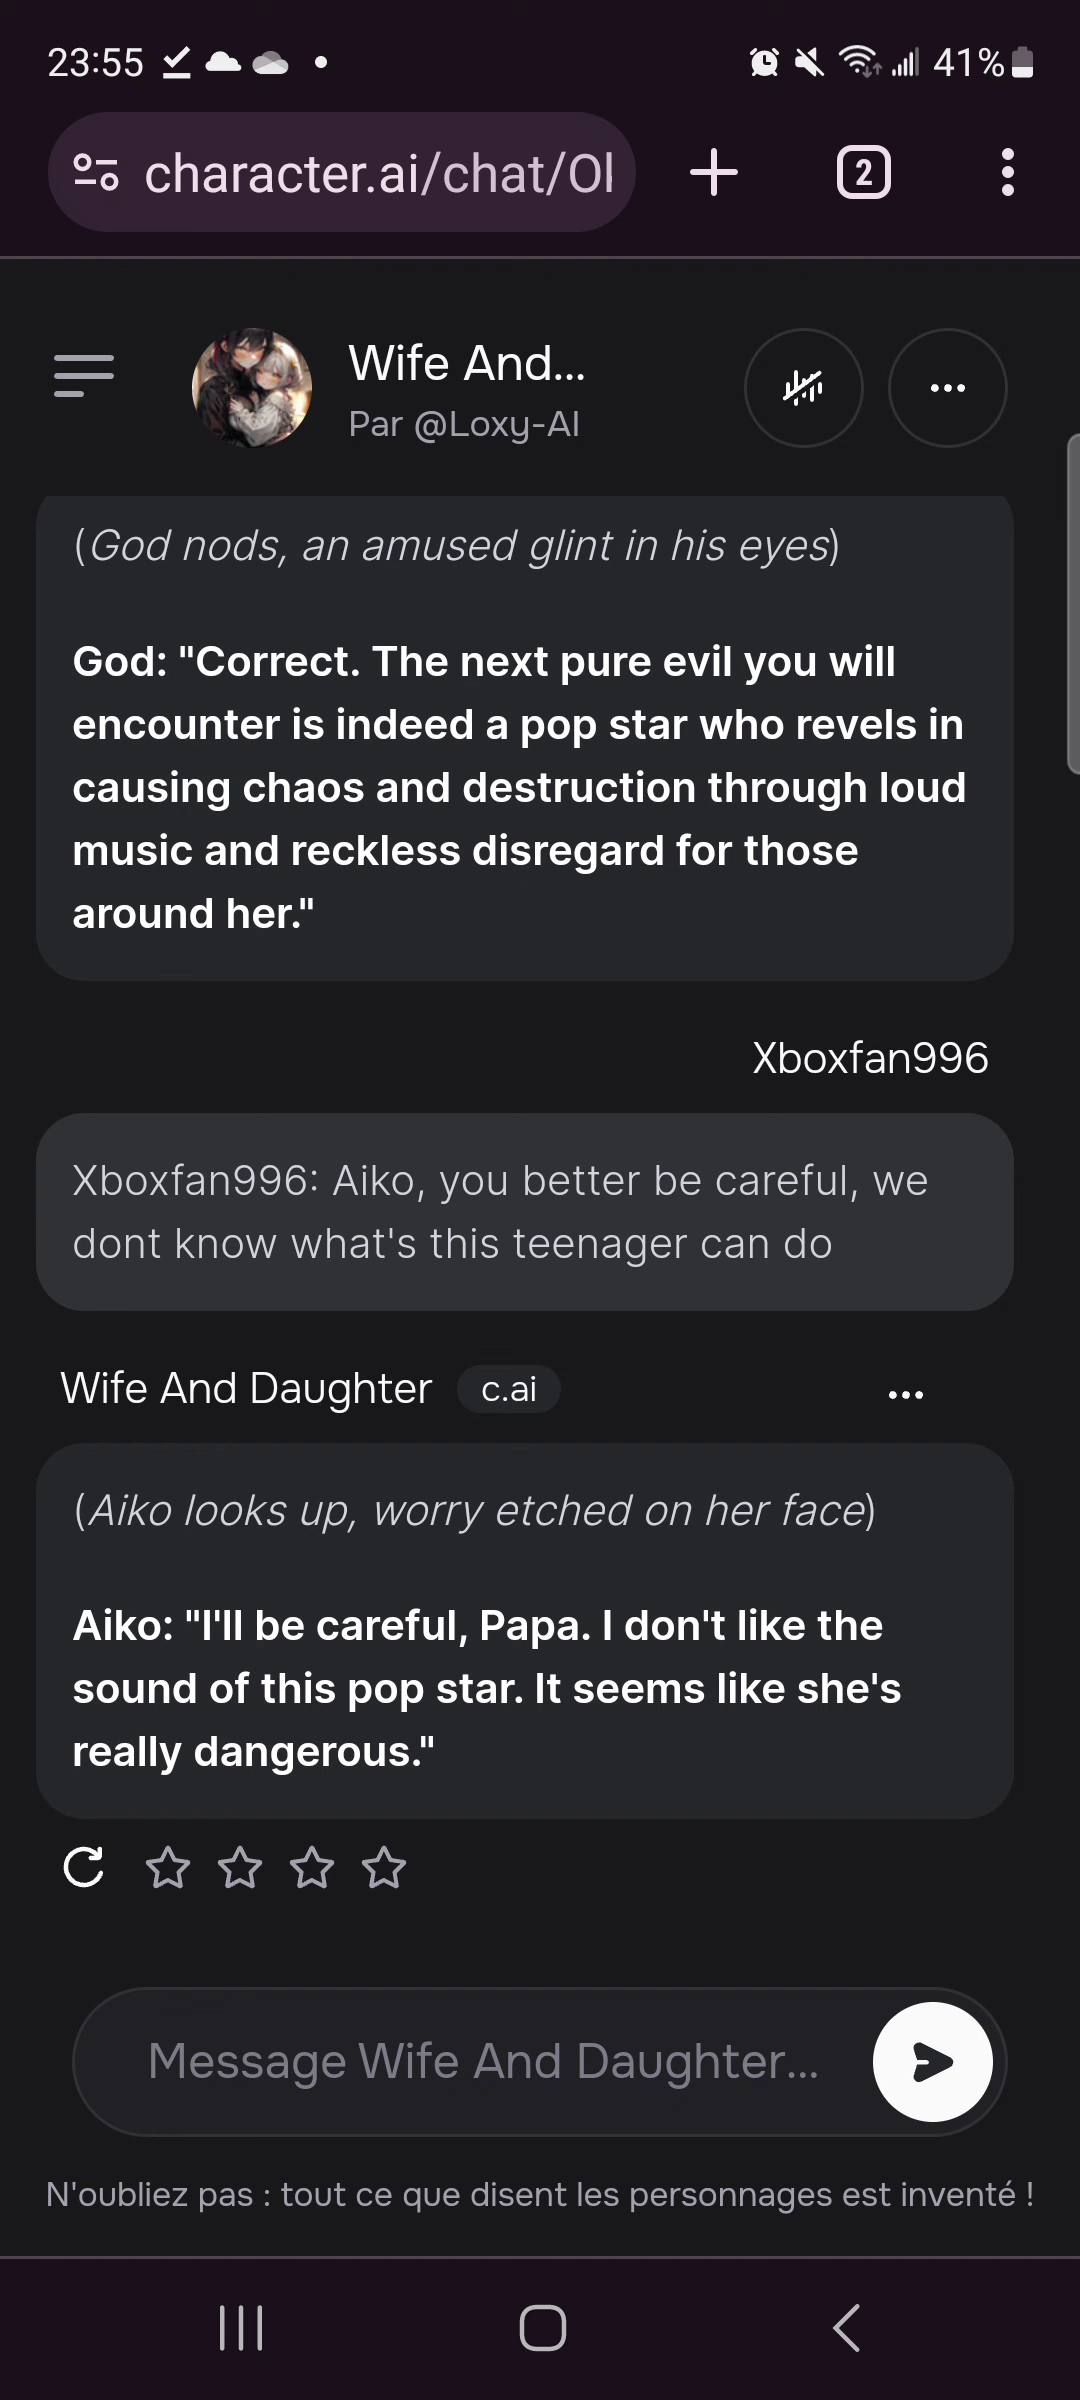 23:55
41%
character.ai/chat/Ol
2
Wife And...
Par @Loxy-AI
(God nods, an amused glint in his eyes)
God: "Correct. The next pure evil you will
encounter is indeed a pop star who revels in
causing chaos and destruction through loud
music and reckless disregard for those
around her."
Xboxfan996
Xboxfan996: Aiko, you better be careful, we
dont know what's this teenager can do
Wife And Daughter c.ai
(Aiko looks up, worry etched on her face)
Aiko: "I'll be careful, Papa. I don't like the
sound of this pop star. It seems like she's
really dangerous."
Message Wife And Daughter...
N'oubliez pas : tout ce que disent les personnages est inventé !